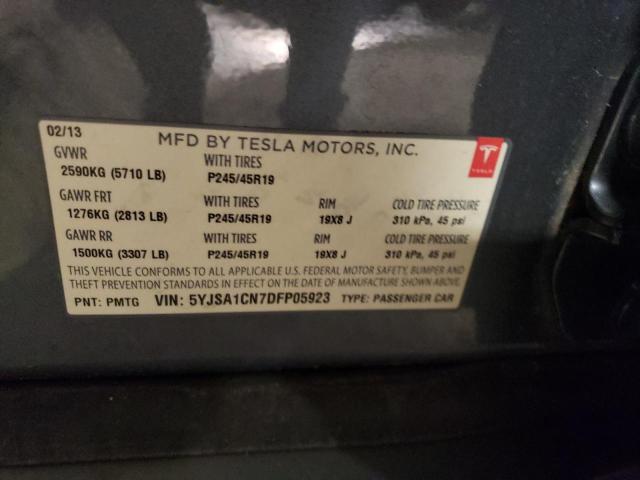 02/13
MFD BY TESLA MOTORS, INC.
GVWR WITH TIRES
2590KG (5710 LB) P245/45R19
GAWR FRT WITH TIRES RIM COLD TIRE PRESSURE
1276KG (2813 LB) P245/45R19 19X8 J 310 kPa, 45 psi
GAWR RR WITH TIRES RIM COLD TIRE PRESSURE
1500KG (3307 LB) P245/45R19 19X8 J 310 kPa, 45 psi
THIS VEHICLE CONFORMS TO ALL APPLICABLE U.S. FEDERAL MOTOR SAFETY, BUMPER AND
THEFT PREVENTION STANDARDS IN EFFECT ON THE DATE OF MANUFACTURE SHOWN ABOVE.
PNT: PMTG VIN: 5YJSA1CN7DFP05923 TYPE: PASSENGER CAR
TESLA